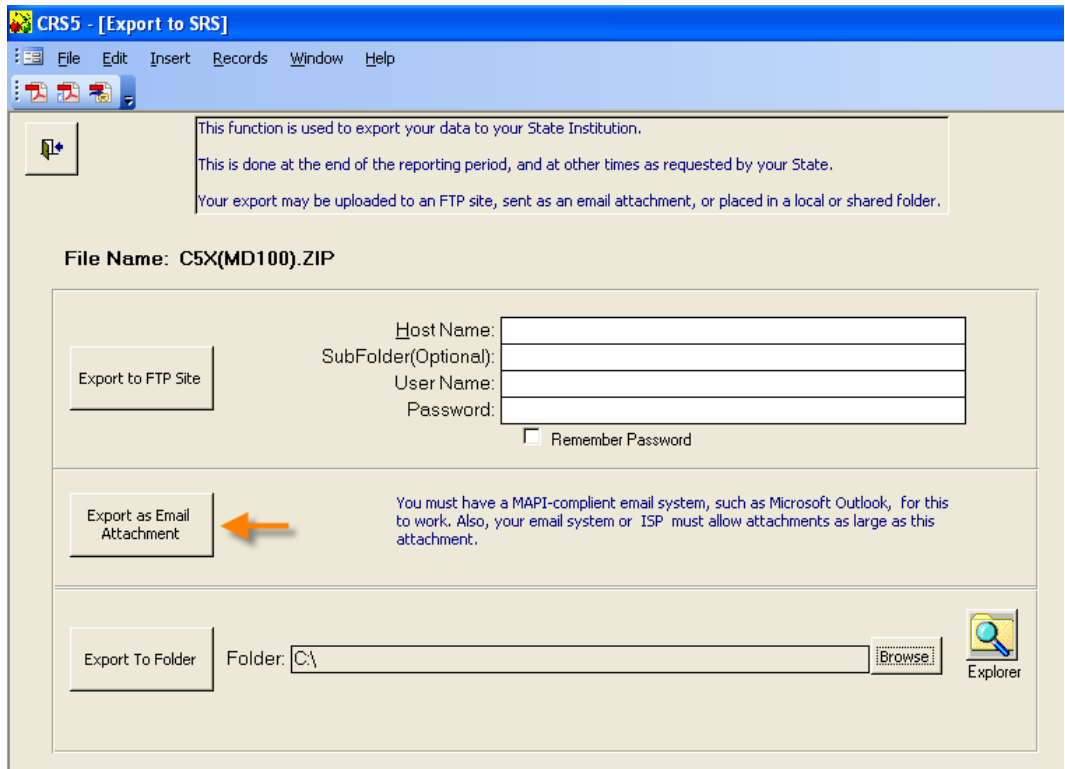 CRS5 - [Export to SRS]
File Edit Insert Records Window Help
This function is used to export your data to your State Institution.
This is done at the end of the reporting period, and at other times as requested by your State.
Your export may be uploaded to an FTP site, sent as an email attachment, or placed in a local or shared folder.
File Name: C5X(MD100).ZIP
Host Name:
SubFolder(Optional):
Export to FTP Site
User Name:
Password:
Remember Password
Export as Email
Attachment
You must have a MAPI-complient email system, such as Microsoft Outlook, for this
to work. Also, your email system or ISP must allow attachments as large as this
attachment.
Export To Folder Folder: C:\ Browse
Explorer